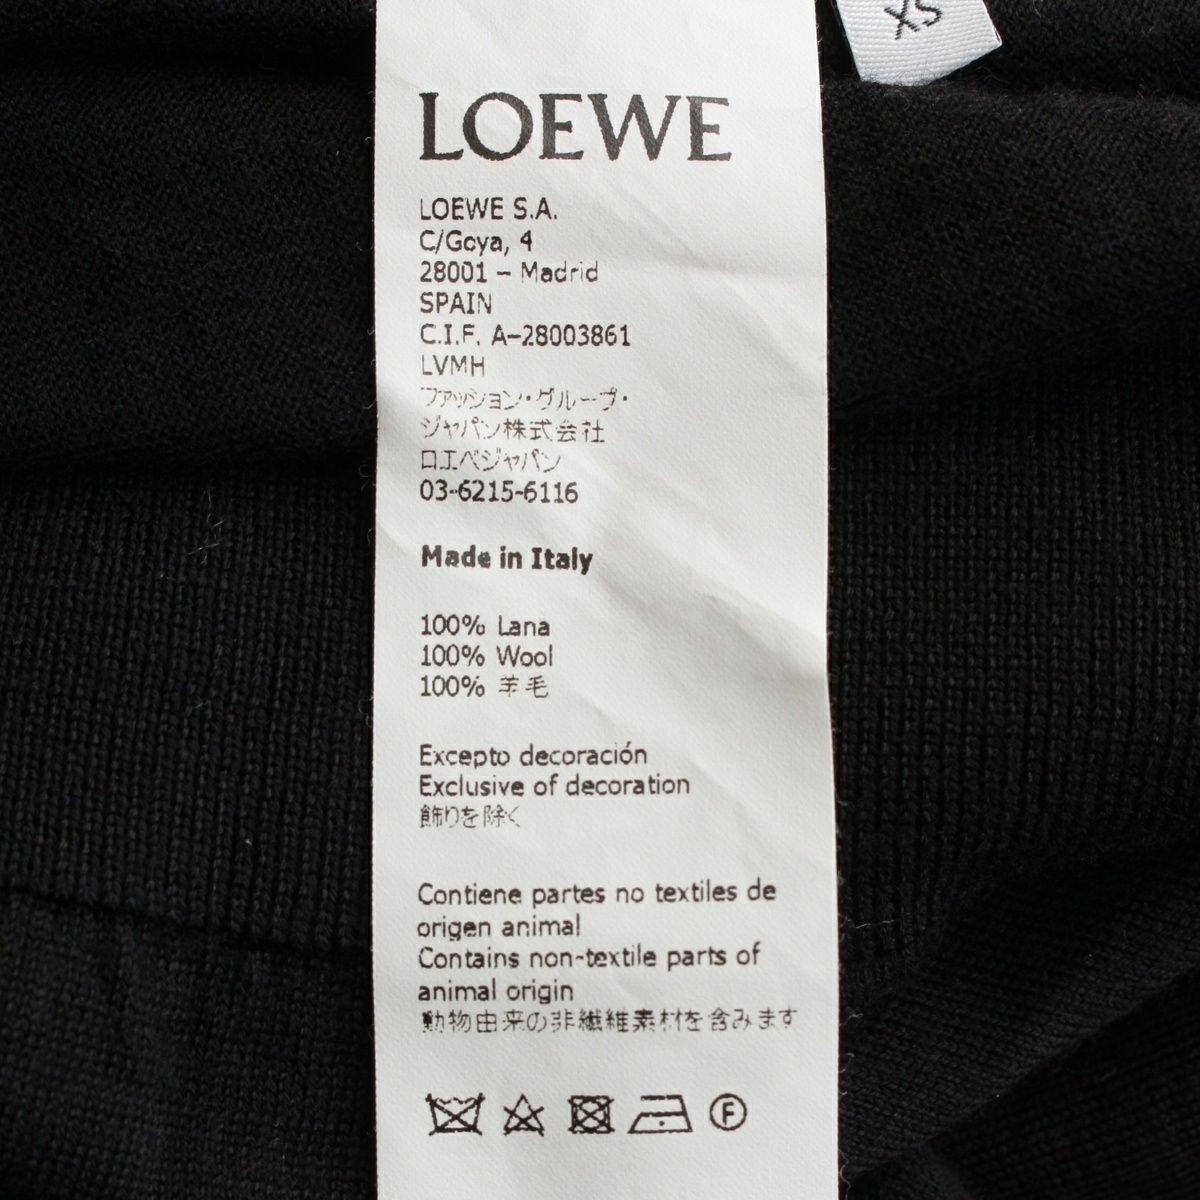 XS
LOEWE
LOEWE S.A.
C/Goya, 4
28001 – Madrid
SPAIN
C.I.F. A–28003861
LVMH
ファッション・グループ・
ジャパン株式会社
ロエベジャパン
03-6215-6116
Made in Italy
100% Lana
100% Wool
100% 羊毛
Excepto decoración
Exclusive of decoration
飾りを除く
Contiene partes no textiles de
origen animal
Contains non-textile parts of
animal origin
動物由来の非繊維素材を含みます
F